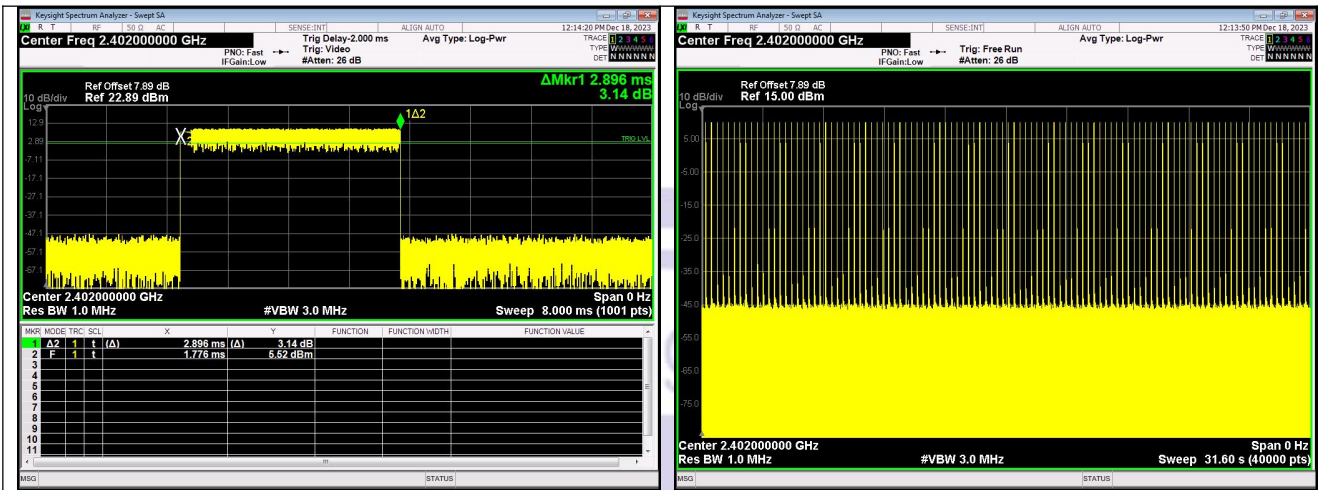 Keysight Spectrum Analyzer - Swept SA
R T RF 50 Ω AC SENSE:INT ALIGN AUTO 12:14:20 PM Dec 18, 2023
Center Freq 2.402000000 GHz
Trig Delay-2.000 ms Avg Type: Log-Pwr TRACE 1 2 3 4 5 6
PNO: Fast Trig: Video TYPE W
IFGain:Low #Atten: 26 dB DET N N N N N N
ΔMkr1 2.896 ms
3.14 dB
Ref Offset 7.89 dB
10 dB/div Ref 22.89 dBm
Log
1Δ2
12.9
2.89
TRIG LVL
-7.11
-17.1
-27.1
-37.1
-47.1
-57.1
-67.1
Center 2.402000000 GHz Span 0 Hz
Res BW 1.0 MHz #VBW 3.0 MHz Sweep 8.000 ms (1001 pts)
MKR MODE TRC SCL X Y FUNCTION FUNCTION WIDTH FUNCTION VALUE
1 Δ2 1 t (Δ) 2.896 ms (Δ) 3.14 dB
2 F 1 t 1.776 ms 5.52 dBm
3
4
5
6
7
8
9
10
11
MSG STATUS
Keysight Spectrum Analyzer - Swept SA
R T RF 50 Ω AC SENSE:INT ALIGN AUTO 12:13:50 PM Dec 18, 2023
Center Freq 2.402000000 GHz
Avg Type: Log-Pwr TRACE 1 2 3 4 5 6
PNO: Fast Trig: Free Run TYPE W
IFGain:Low #Atten: 26 dB DET N N N N N N
Ref Offset 7.89 dB
10 dB/div Ref 15.00 dBm
Log
5.00
-5.00
-15.0
-25.0
-35.0
-45.0
-55.0
-65.0
-75.0
Center 2.402000000 GHz Span 0 Hz
Res BW 1.0 MHz #VBW 3.0 MHz Sweep 31.60 s (40000 pts)
MSG STATUS